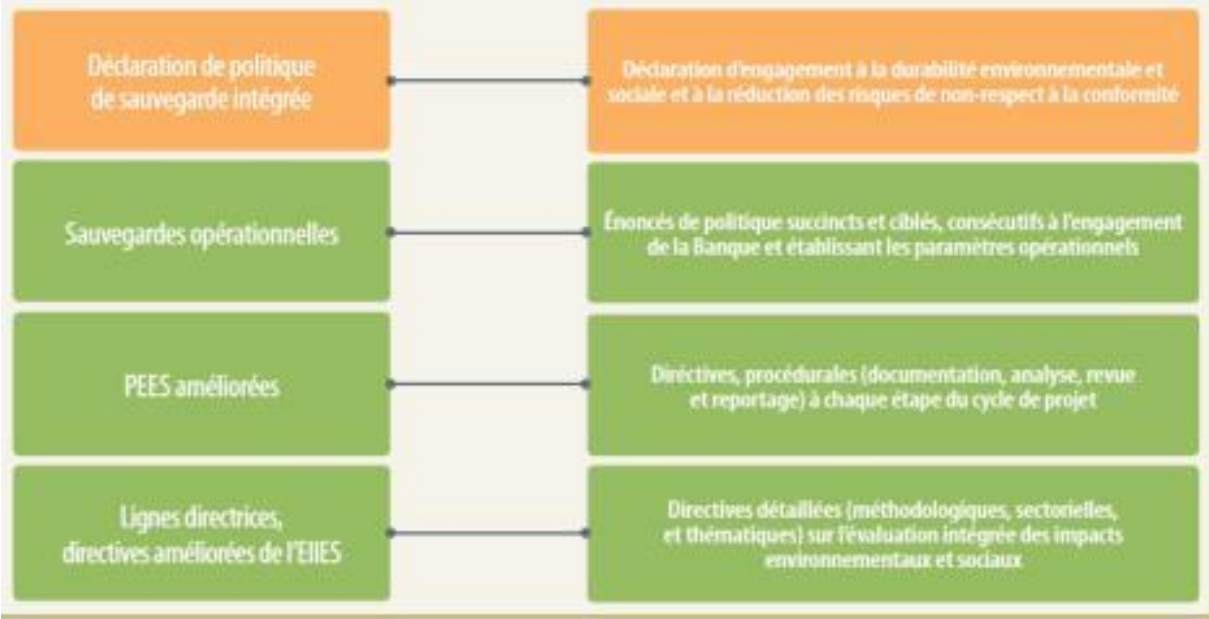 Déclaration de politique
de sauvegarde intégrée
Déclaration d'engagement à la durabilité environnementale et
sociale et à la réduction des risques de non-respect à la conformité
Sauvegardes opérationnelles
Énoncés de politique succincts et ciblés, consécutifs à l'engagement
de la Banque et établissant les paramètres opérationnels
PEES améliorées
Diréctives, procédurales (documentation, analyse, revue
et reportage) à chaque étape du cycle de projet
Lignes directrices,
directives améliorées de l'EIIES
Directives détaillées (méthodologiques, sectorielles,
et thématiques) sur l'évaluation intégrée des impacts
environnementaux et sociaux